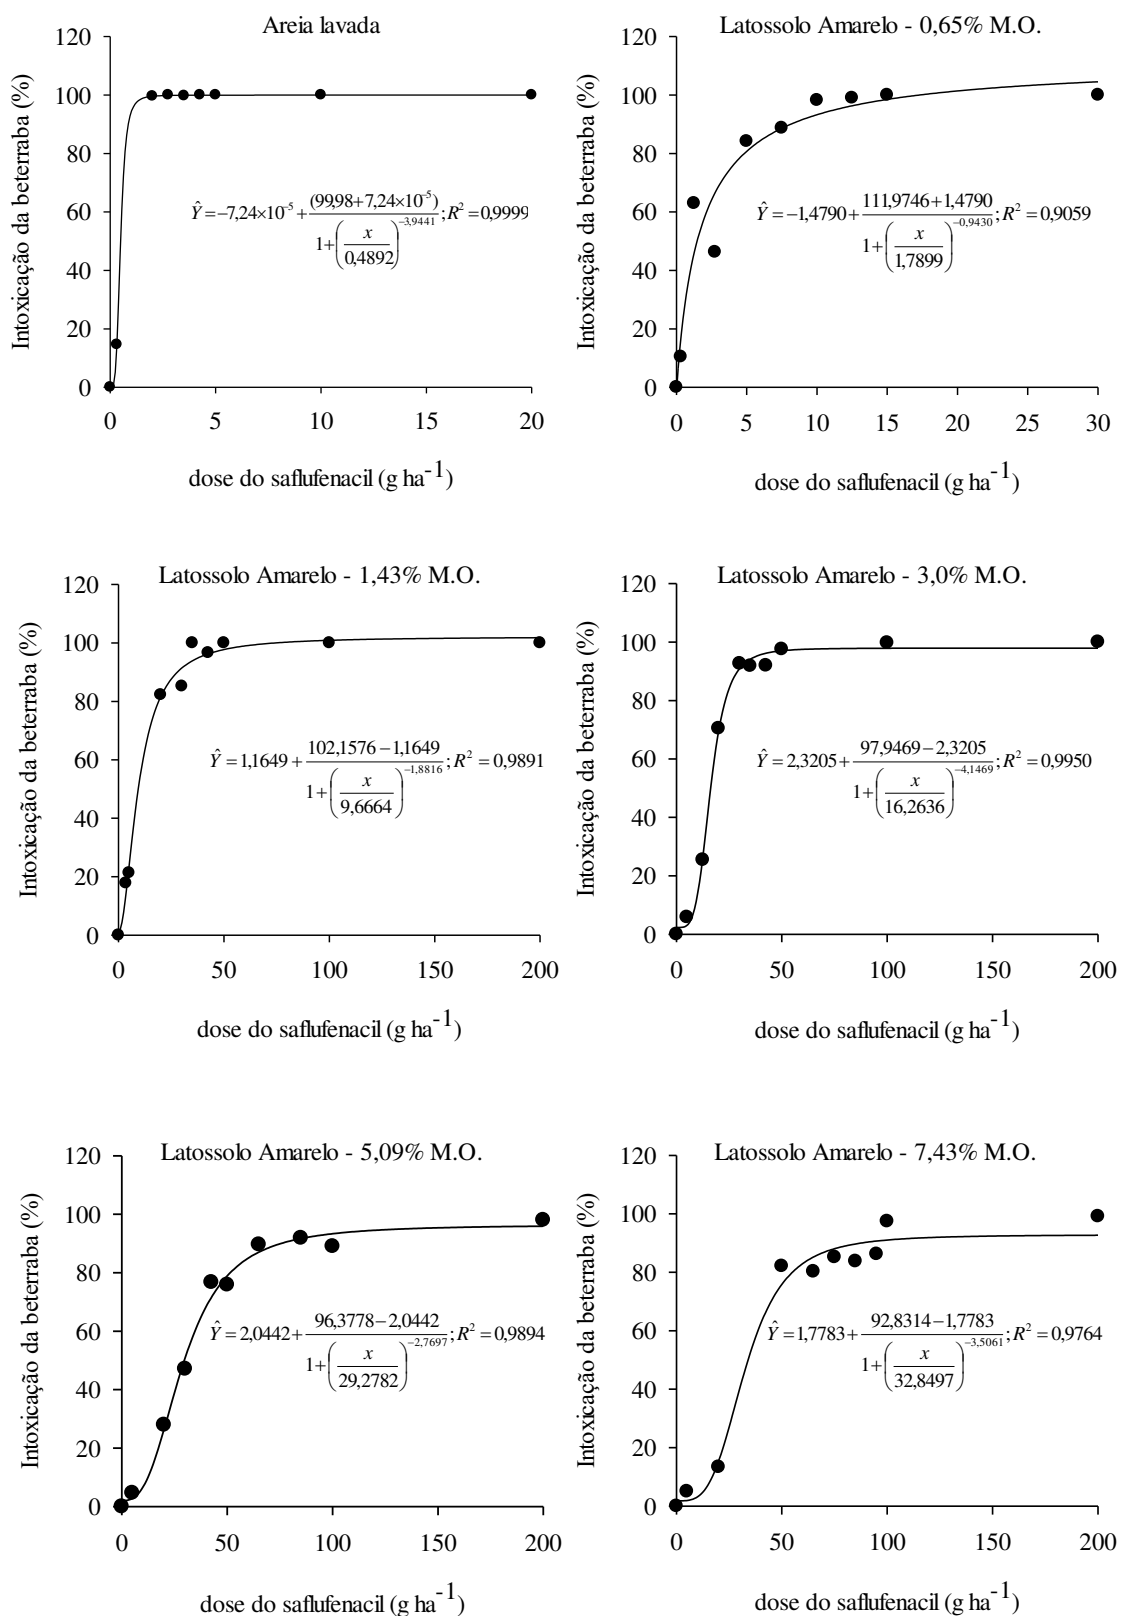 Areia lavada
Intoxicação da beterraba (%)
120
100
80
60
40
20
0
Ŷ = −7,24×10⁻⁵ + (99,98+7,24×10⁻⁵) / 1+(x/0,4892)^−3,9441 ; R² = 0,9999
0 5 10 15 20
dose do saflufenacil (g ha⁻¹)
Latossolo Amarelo - 0,65% M.O.
Intoxicação da beterraba (%)
120
100
80
60
40
20
0
Ŷ = −1,4790 + 111,9746+1,4790 / 1+(x/1,7899)^−0,9430 ; R² = 0,9059
0 5 10 15 20 25 30
dose do saflufenacil (g ha⁻¹)
Latossolo Amarelo - 1,43% M.O.
Intoxicação da beterraba (%)
120
100
80
60
40
20
0
Ŷ = 1,1649 + 102,1576−1,1649 / 1+(x/9,6664)^−1,8816 ; R² = 0,9891
0 50 100 150 200
dose do saflufenacil (g ha⁻¹)
Latossolo Amarelo - 3,0% M.O.
Intoxicação da beterraba (%)
120
100
80
60
40
20
0
Ŷ = 2,3205 + 97,9469−2,3205 / 1+(x/16,2636)^−4,1469 ; R² = 0,9950
0 50 100 150 200
dose do saflufenacil (g ha⁻¹)
Latossolo Amarelo - 5,09% M.O.
Intoxicação da beterraba (%)
120
100
80
60
40
20
0
Ŷ = 2,0442 + 96,3778−2,0442 / 1+(x/29,2782)^−2,7697 ; R² = 0,9894
0 50 100 150 200
dose do saflufenacil (g ha⁻¹)
Latossolo Amarelo - 7,43% M.O.
Intoxicação da beterraba (%)
120
100
80
60
40
20
0
Ŷ = 1,7783 + 92,8314−1,7783 / 1+(x/32,8497)^−3,5061 ; R² = 0,9764
0 50 100 150 200
dose do saflufenacil (g ha⁻¹)